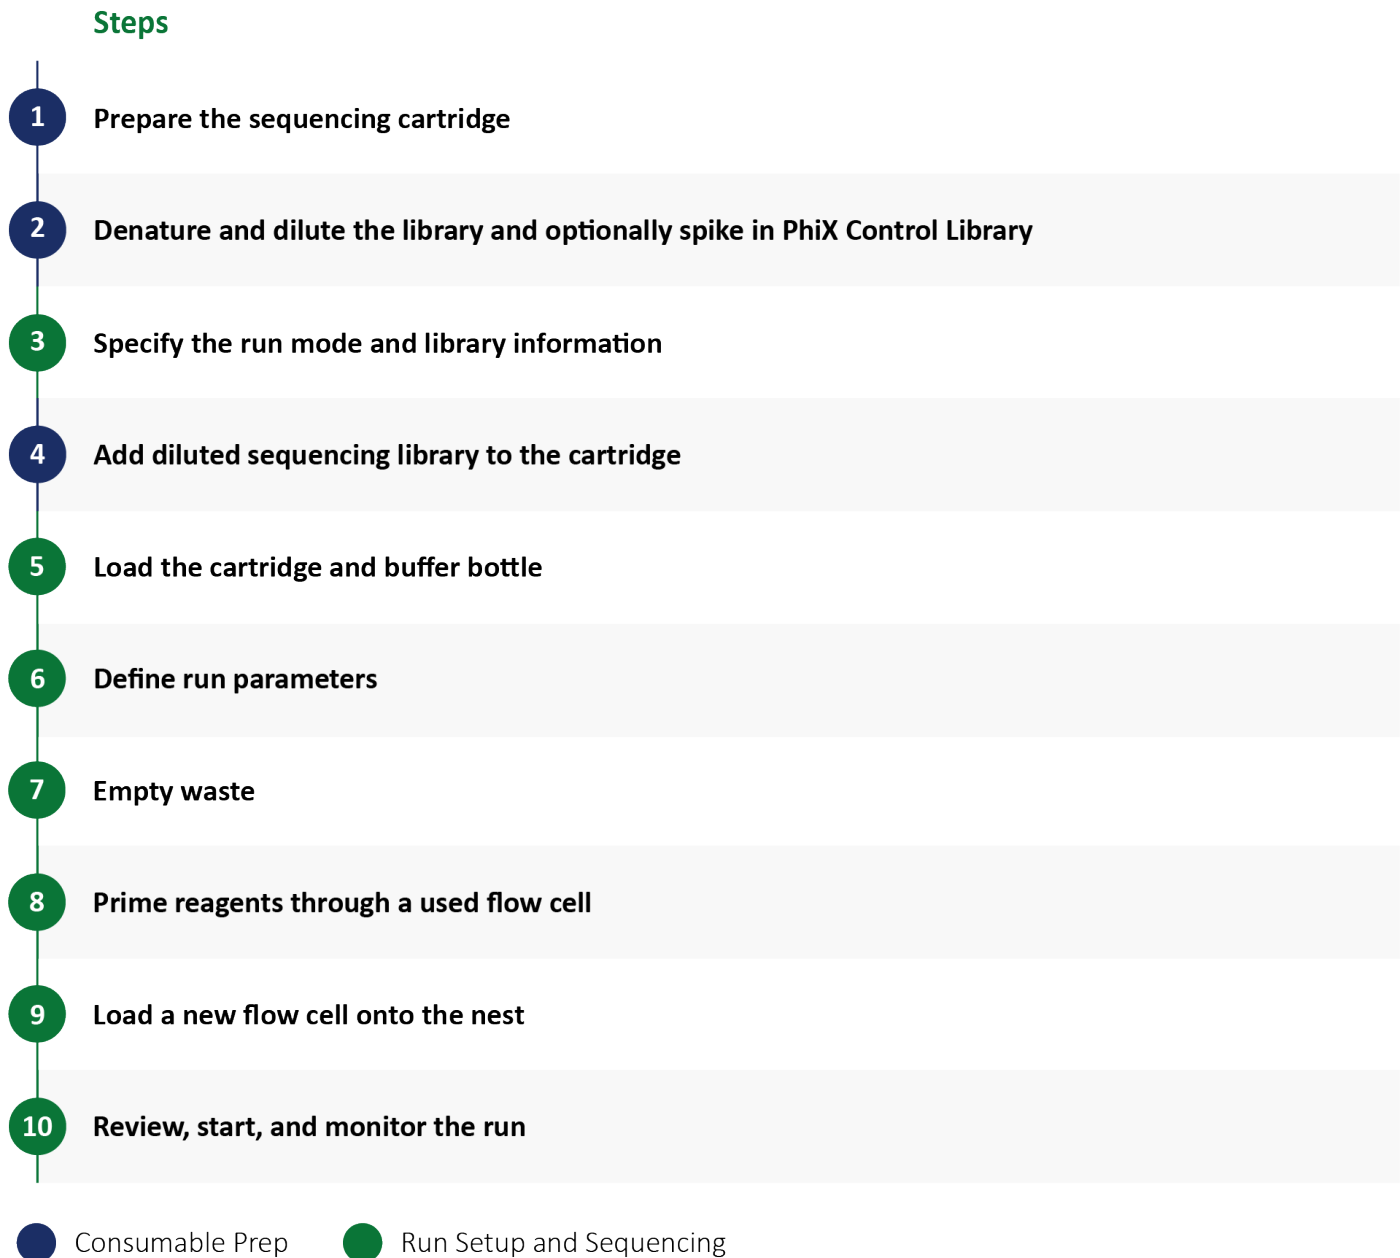 Steps
1 Prepare the sequencing cartridge
2 Denature and dilute the library and optionally spike in PhiX Control Library
3 Specify the run mode and library information
4 Add diluted sequencing library to the cartridge
5 Load the cartridge and buffer bottle
6 Define run parameters
7 Empty waste
8 Prime reagents through a used flow cell
9 Load a new flow cell onto the nest
10 Review, start, and monitor the run
Consumable Prep Run Setup and Sequencing